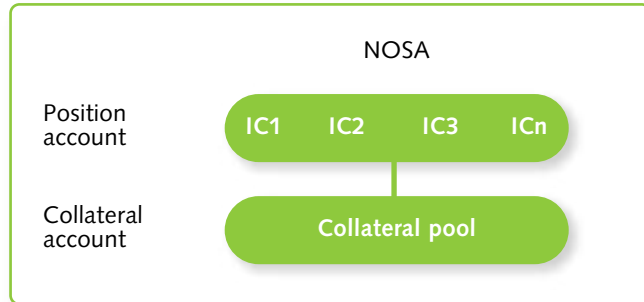 NOSA
Position
account
IC1 IC2 IC3 ICn
Collateral
account
Collateral pool